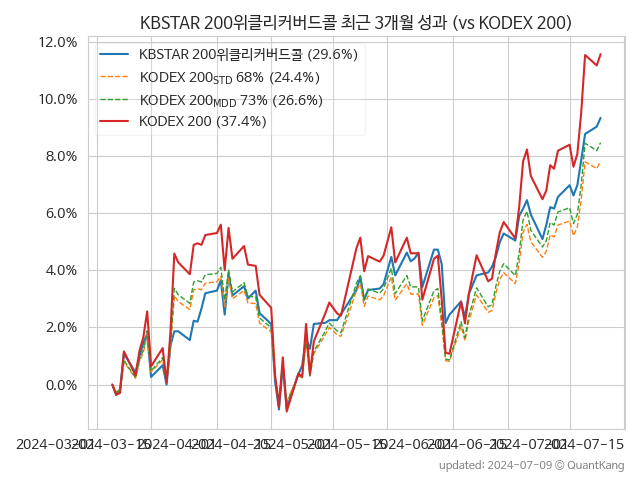 KBSTAR 200위클리커버드콜 최근 3개월 성과 (vs KODEX 200)
12.0%
10.0%
8.0%
6.0%
4.0%
2.0%
0.0%
KBSTAR 200위클리커버드콜 (29.6%)
KODEX 200STD 68% (24.4%)
KODEX 200MDD 73% (26.6%)
KODEX 200 (37.4%)
2024-03-01 2024-03-15 2024-04-01 2024-04-15 2024-05-01 2024-05-15 2024-06-01 2024-06-15 2024-07-01 2024-07-15
updated: 2024-07-09 © QuantKang